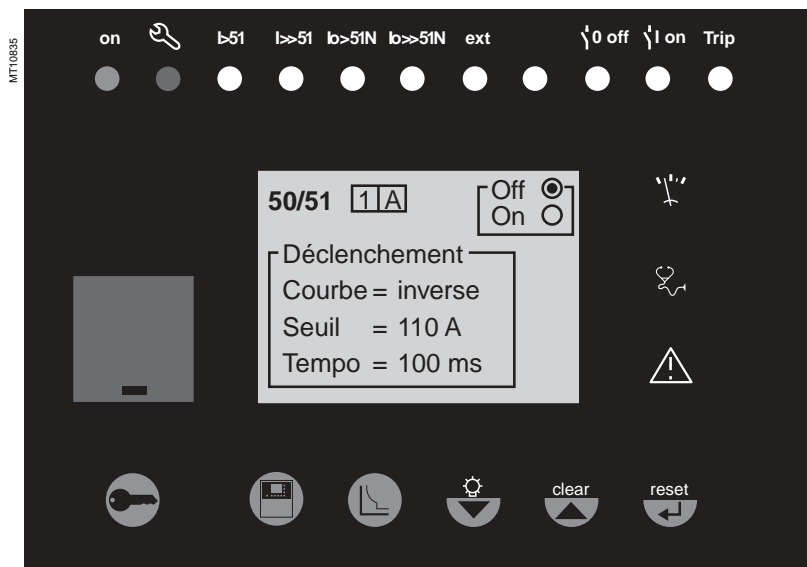 MT10835
on I>51 I>>51 Io>51N Io>>51N ext 0 off I on Trip
50/51 1 A Off
On
Déclenchement
Courbe = inverse
Seuil = 110 A
Tempo = 100 ms
clear reset